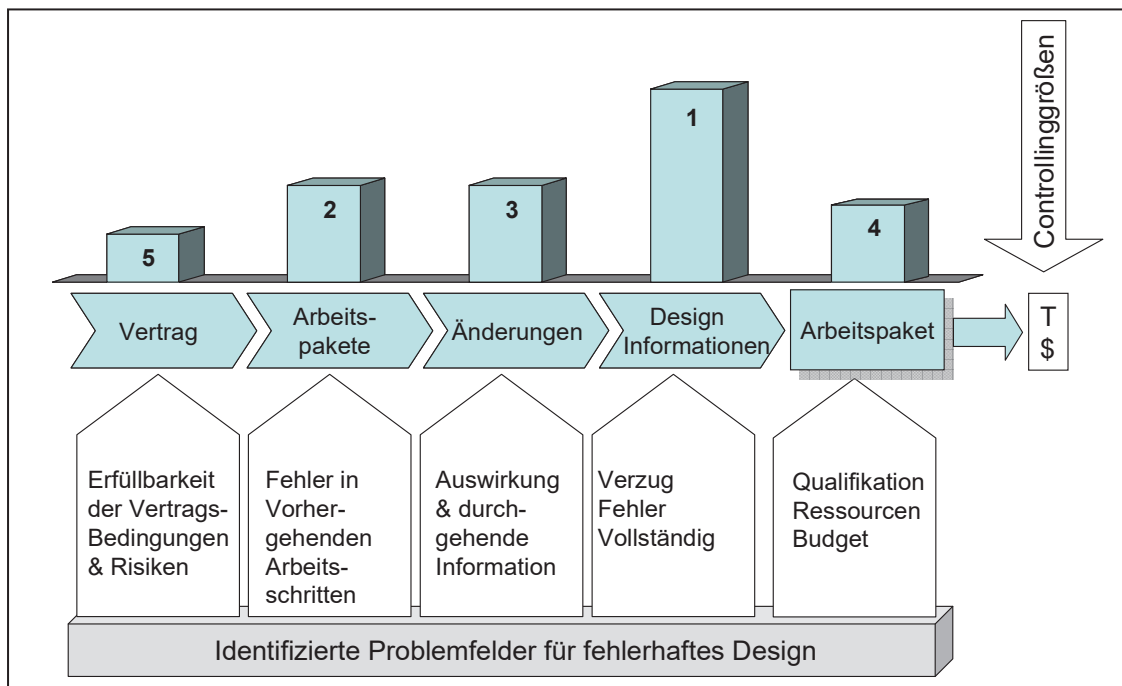 Controllinggrößen
5
2
3
1
4
Vertrag
Arbeits-
pakete
Änderungen
Design
Informationen
Arbeitspaket
T
$
Erfüllbarkeit
der Vertrags-
Bedingungen
& Risiken
Fehler in
Vorher-
gehenden
Arbeits-
schritten
Auswirkung
& durch-
gehende
Information
Verzug
Fehler
Vollständig
Qualifikation
Ressourcen
Budget
Identifizierte Problemfelder für fehlerhaftes Design